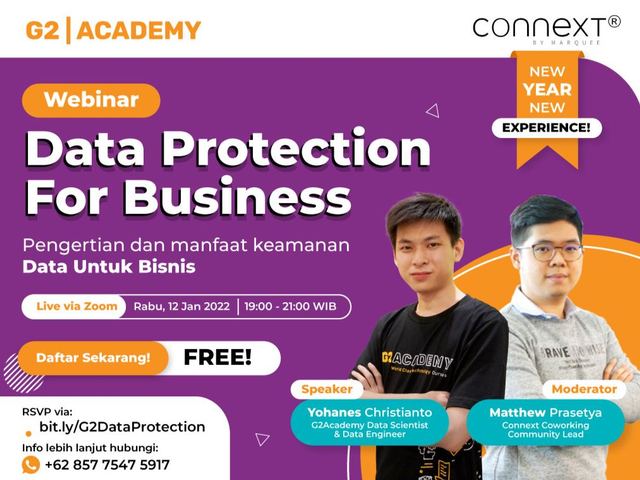 G2 | ACADEMY
conneXT®
BY MARQUEE
NEW
YEAR
NEW
EXPERIENCE!
Webinar
Data Protection
For Business
Pengertian dan manfaat keamanan
Data Untuk Bisnis
Live via Zoom Rabu, 12 Jan 2022 | 19:00 - 21:00 WIB
Daftar Sekarang! FREE!
G2ACADEMY
Speaker
Yohanes Christianto
G2Academy Data Scientist
& Data Engineer
Moderator
Matthew Prasetya
Connext Coworking
Community Lead
RSVP via:
bit.ly/G2DataProtection
Info lebih lanjut hubungi:
+62 857 7547 5917